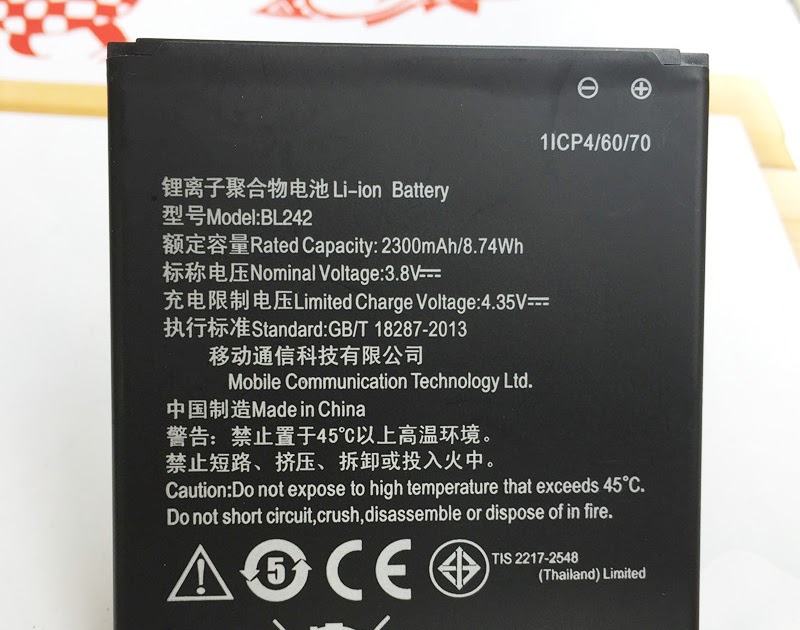 ⊖ ⊕
1ICP4/60/70
锂离子聚合物电池 Li-ion Battery
型号Model:BL242
额定容量Rated Capacity: 2300mAh/8.74Wh
标称电压Nominal Voltage:3.8V⎓
充电限制电压Limited Charge Voltage:4.35V⎓
执行标准Standard:GB/T 18287-2013
移动通信科技有限公司
Mobile Communication Technology Ltd.
中国制造Made in China
警告：禁止置于45℃以上高温环境。
禁止短路、挤压、拆卸或投入火中。
Caution:Do not expose to high temperature that exceeds 45℃.
Do not short circuit,crush,disassemble or dispose of in fire.
5 CE TIS 2217-2548
(Thailand) Limited